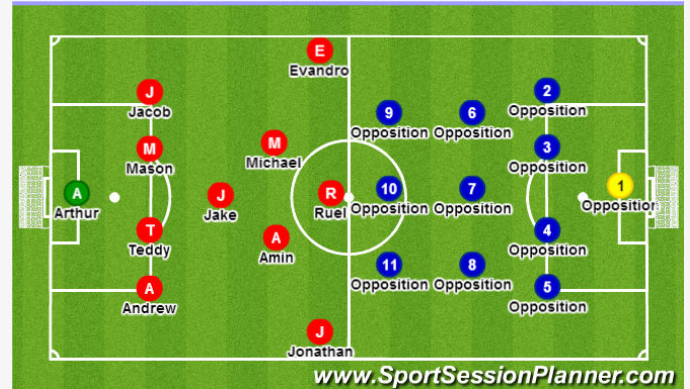 E
Evandro
J
Jacob
M
Mason
M
Michael
A
Arthur
J
Jake
R
Ruel
T
Teddy
A
Amin
A
Andrew
J
Jonathan
9
Opposition
6
Opposition
2
Opposition
3
Opposition
10
Opposition
7
Opposition
1
Opposition
4
Opposition
11
Opposition
8
Opposition
5
Opposition
www.SportSessionPlanner.com